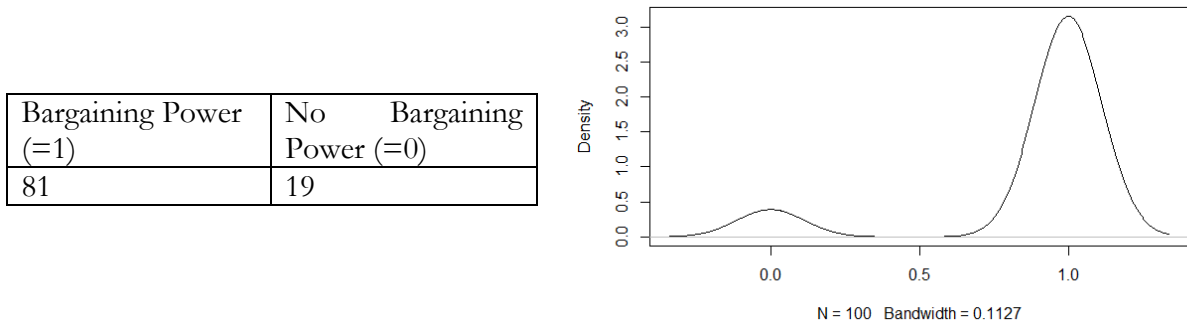 Bargaining Power
(=1)
No Bargaining
Power (=0)
81
19
Density
3.0
2.5
2.0
1.5
1.0
0.5
0.0
0.0 0.5 1.0
N = 100 Bandwidth = 0.1127